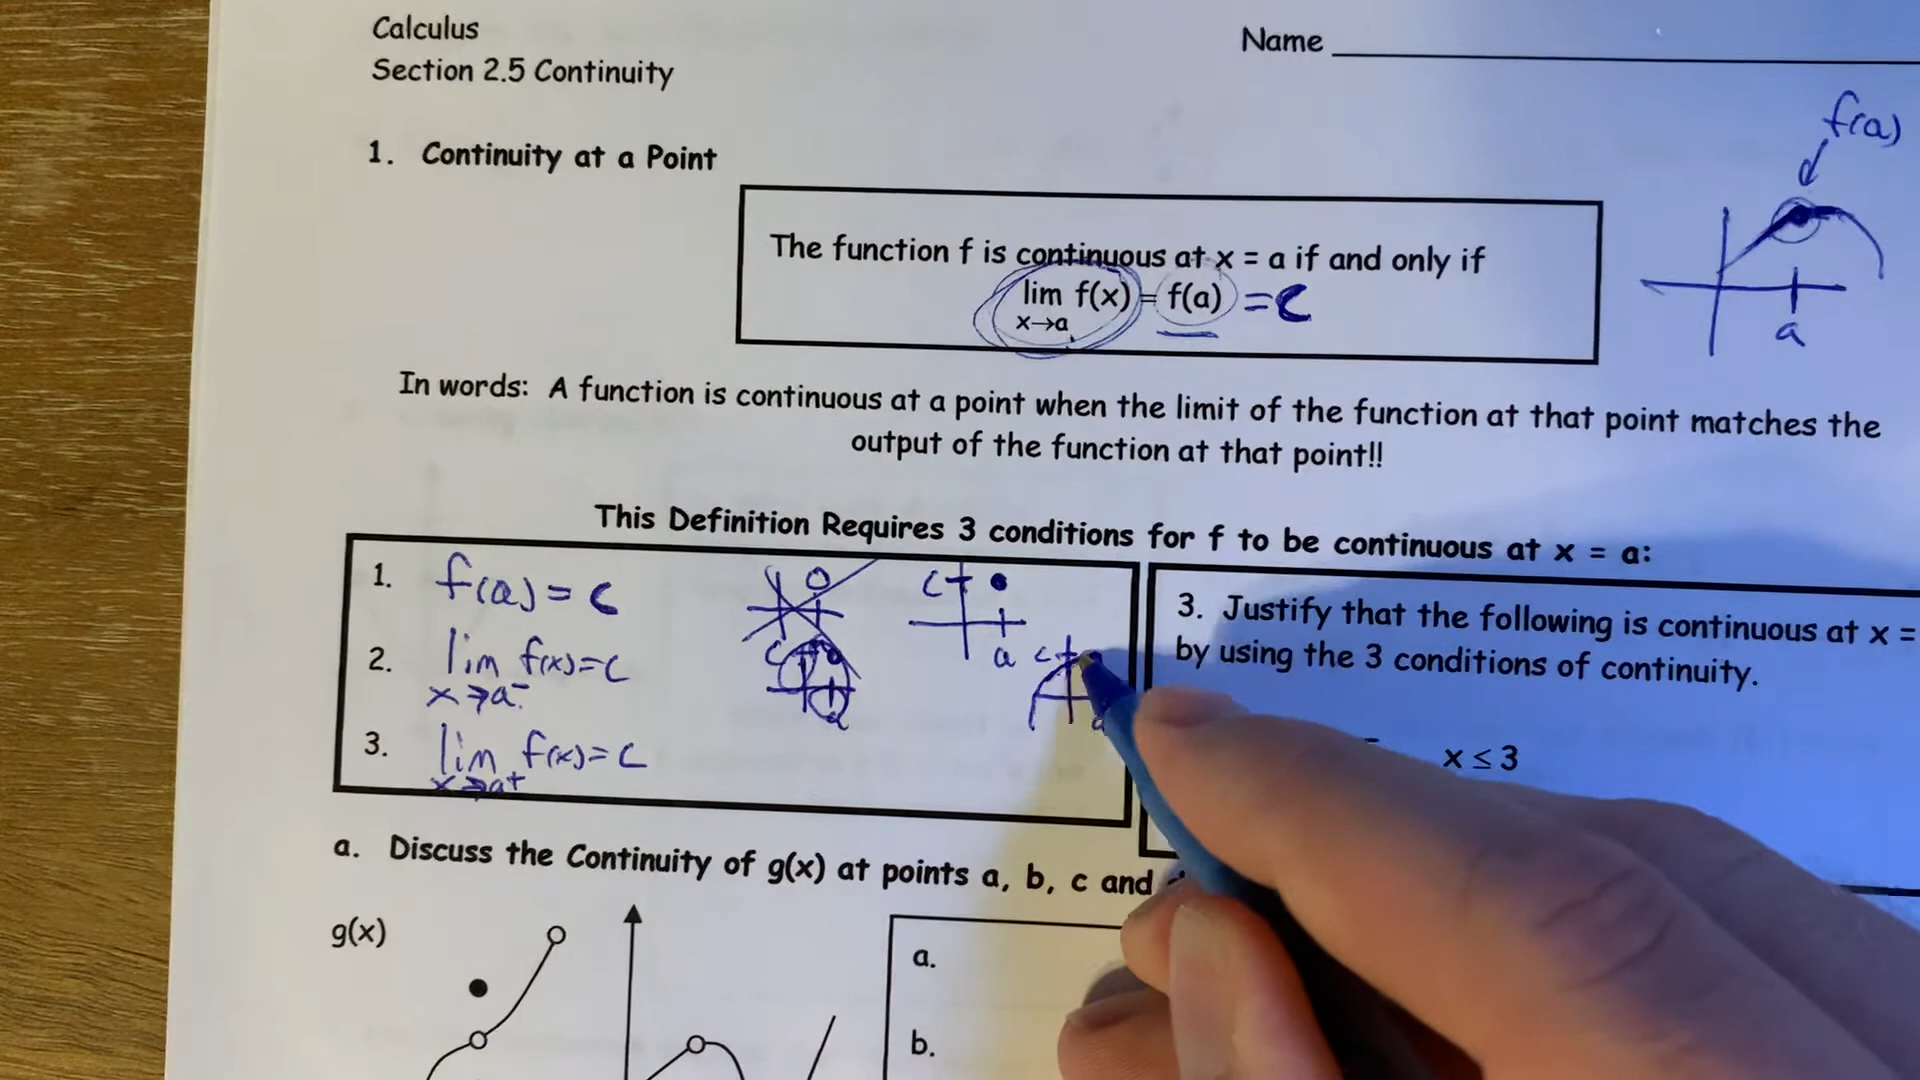 Calculus
Section 2.5 Continuity
Name
f(a)
a
1. Continuity at a Point
The function f is continuous at x = a if and only if
lim f(x) = f(a) = C
x→a
In words: A function is continuous at a point when the limit of the function at that point matches the
output of the function at that point!!
This Definition Requires 3 conditions for f to be continuous at x = a:
1. f(a) = C
2. lim f(x) = C
x→a⁻
3. lim f(x) = C
x→a⁺
C
a
C
a
C
a
3. Justify that the following is continuous at x =
by using the 3 conditions of continuity.
x ≤ 3
a. Discuss the Continuity of g(x) at points a, b, c and
g(x)
a.
b.